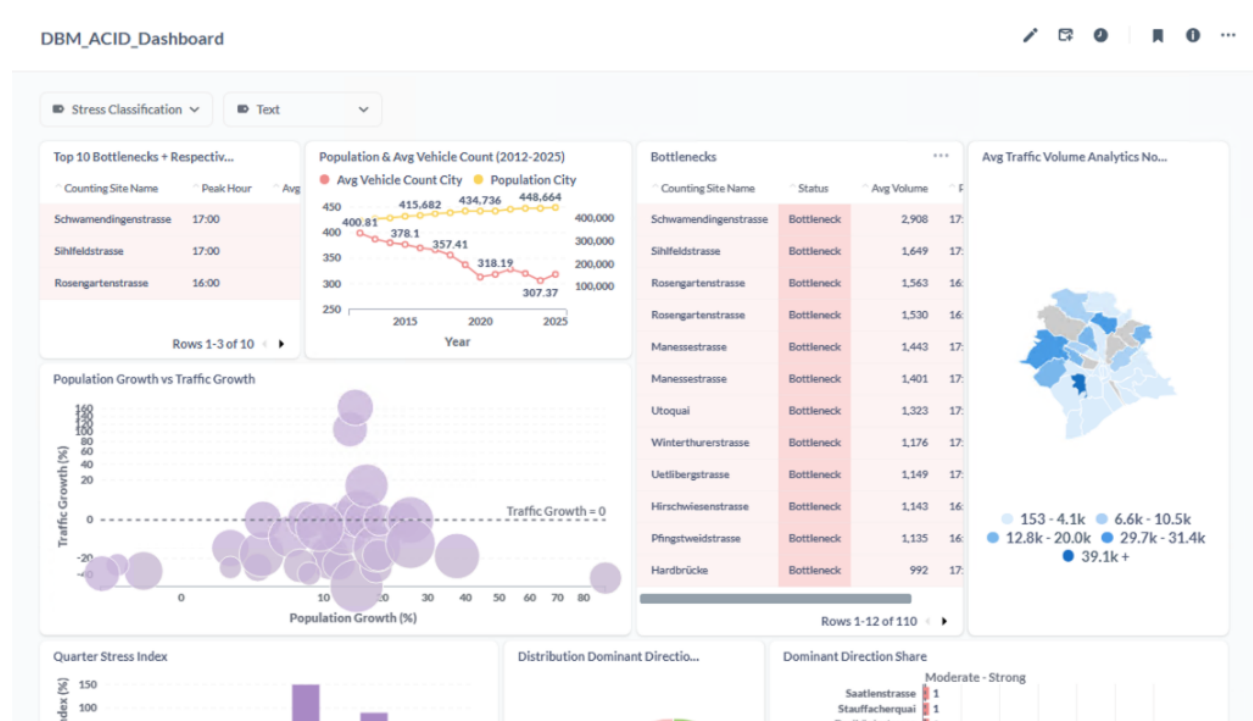 DBM_ACID_Dashboard
Stress Classification
Text
Top 10 Bottlenecks + Respectiv...
Counting Site Name Peak Hour Avg
Schwamendingenstrasse 17:00
Sihlfeldstrasse 17:00
Rosengartenstrasse 16:00
Rows 1-3 of 10
Population & Avg Vehicle Count (2012-2025)
Avg Vehicle Count City Population City
450
400
350
300
250
400.81
415,682
434,736
448,664
378.1
357.41
318.19
307.37
400,000
300,000
200,000
100,000
2015 2020 2025
Year
Bottlenecks
Counting Site Name Status Avg Volume
Schwamendingenstrasse Bottleneck 2,908 17:
Sihlfeldstrasse Bottleneck 1,649 17:
Rosengartenstrasse Bottleneck 1,563 16:
Rosengartenstrasse Bottleneck 1,530 16:
Manessestrasse Bottleneck 1,443 17:
Manessestrasse Bottleneck 1,401 17:
Utoquai Bottleneck 1,323 17:
Winterthurerstrasse Bottleneck 1,176 17:
Uetlibergstrasse Bottleneck 1,149 17:
Hirschwiesenstrasse Bottleneck 1,143 16:
Pfingstweidstrasse Bottleneck 1,135 16:
Hardbrücke Bottleneck 992 17:
Rows 1-12 of 110
Avg Traffic Volume Analytics No...
153 - 4.1k 6.6k - 10.5k
12.8k - 20.0k 29.7k - 31.4k
39.1k +
Population Growth vs Traffic Growth
Traffic Growth (%)
160
140
120
100
80
60
40
20
0
-20
-40
Traffic Growth = 0
0 10 20 30 40 50 60 70 80
Population Growth (%)
Quarter Stress Index
150
100
Distribution Dominant Directio...
Dominant Direction Share
Moderate - Strong
Saatlenstrasse 1
Stauffacherquai 1